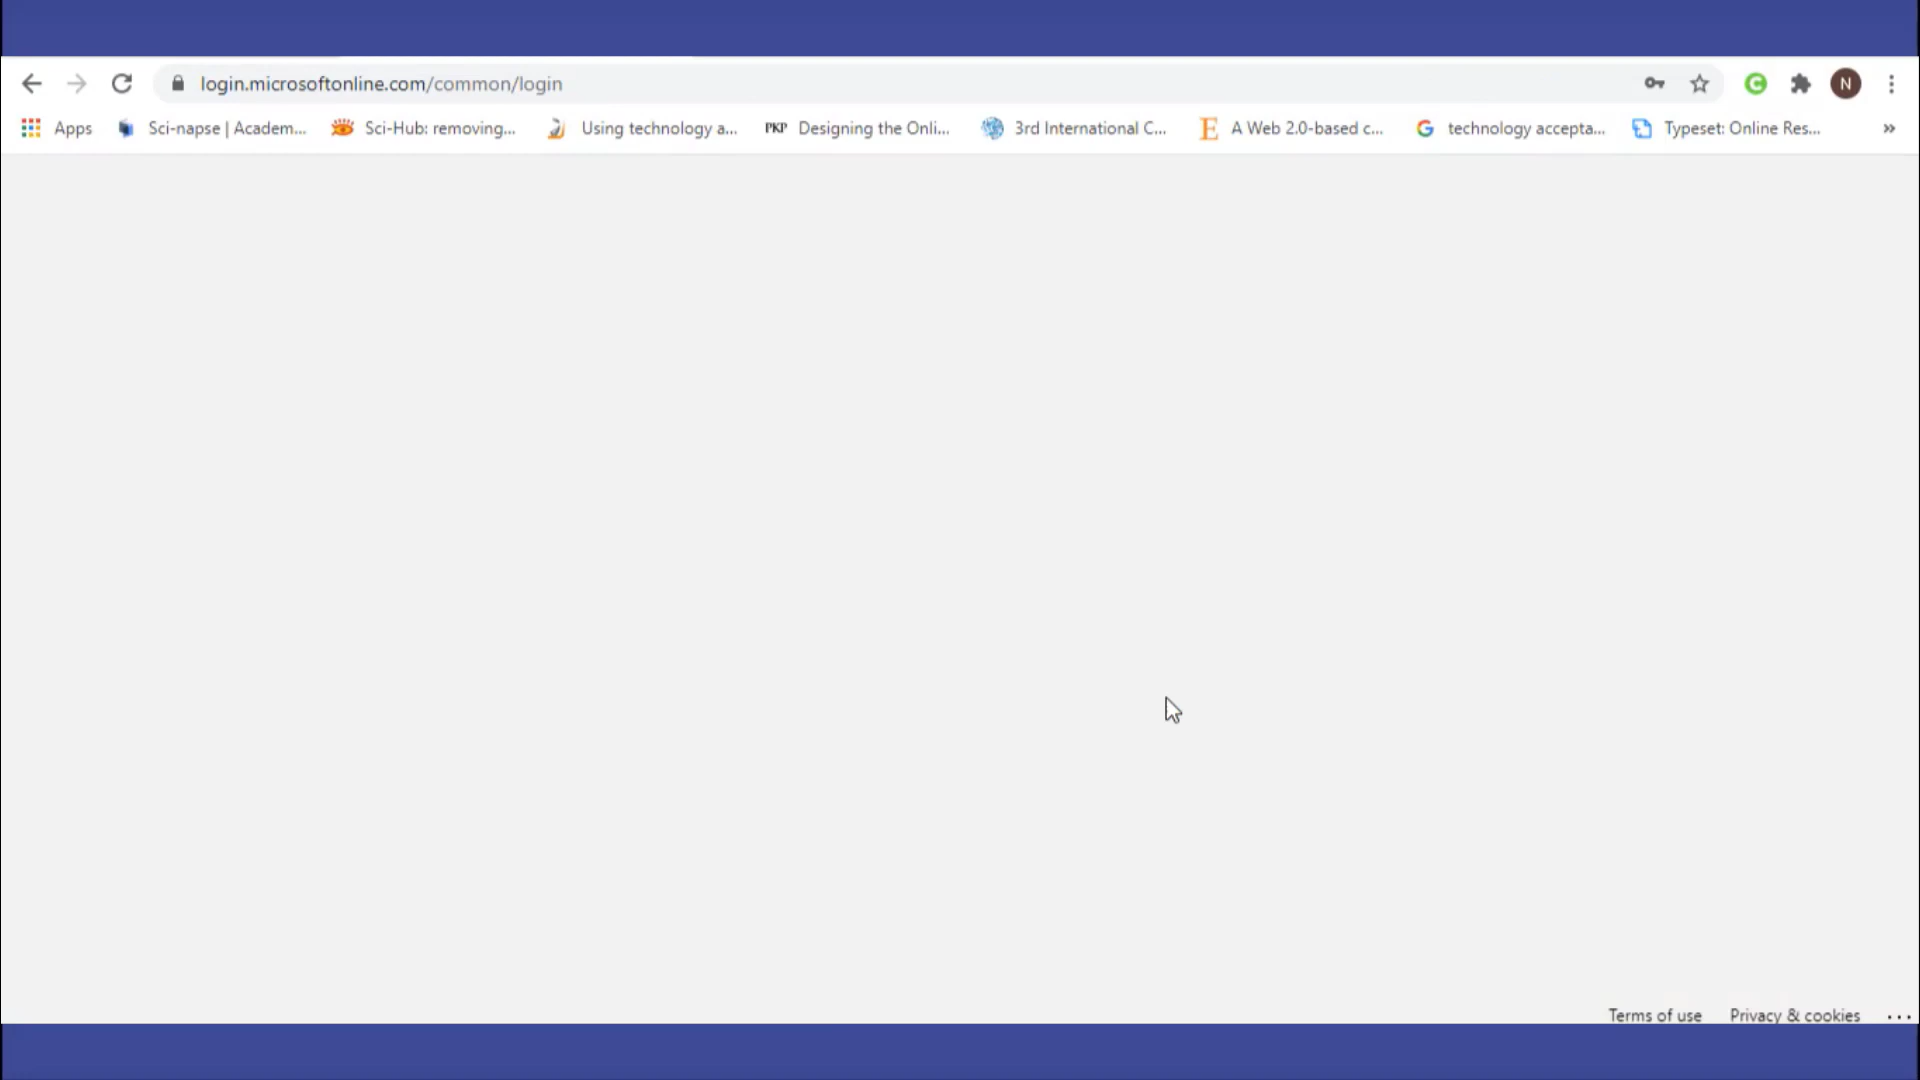 login.microsoftonline.com/common/login
N
Apps Sci-napse | Academ... Sci-Hub: removing... Using technology a... PKP Designing the Onli... 3rd International C... E A Web 2.0-based c... G technology accepta... Typeset: Online Res... »
Terms of use Privacy & cookies ...